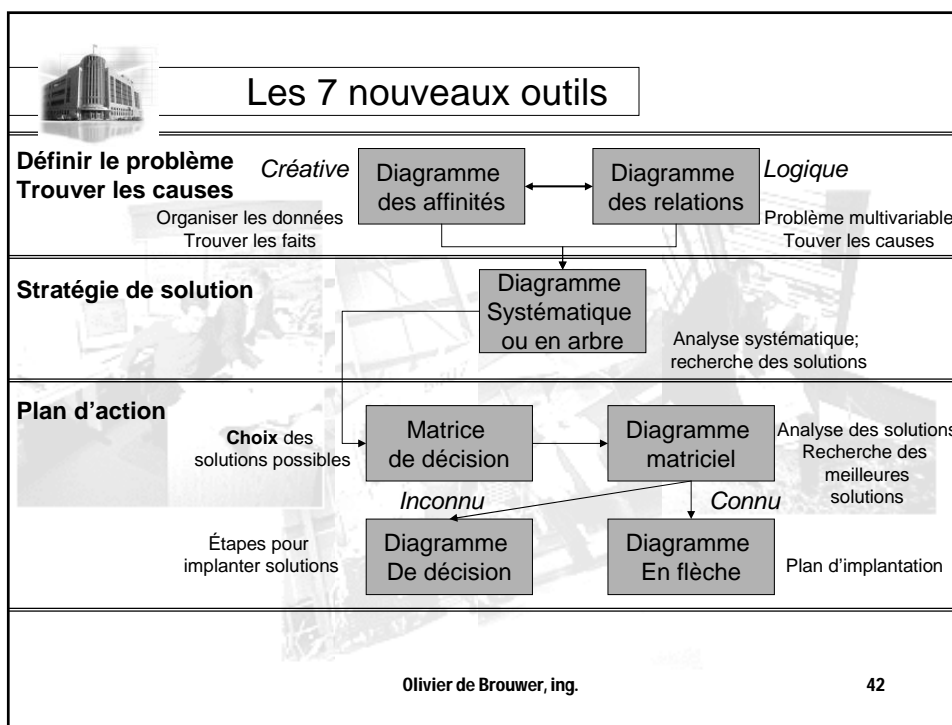 Les 7 nouveaux outils
Définir le problème
Trouver les causes
Créative
Diagramme
des affinités
Diagramme
des relations
Logique
Organiser les données
Trouver les faits
Problème multivariable
Touver les causes
Stratégie de solution
Diagramme
Systématique
ou en arbre
Analyse systématique;
recherche des solutions
Plan d'action
Choix des
solutions possibles
Matrice
de décision
Diagramme
matriciel
Analyse des solutions
Recherche des
meilleures
solutions
Inconnu
Connu
Étapes pour
implanter solutions
Diagramme
De décision
Diagramme
En flèche
Plan d'implantation
Olivier de Brouwer, ing.
42